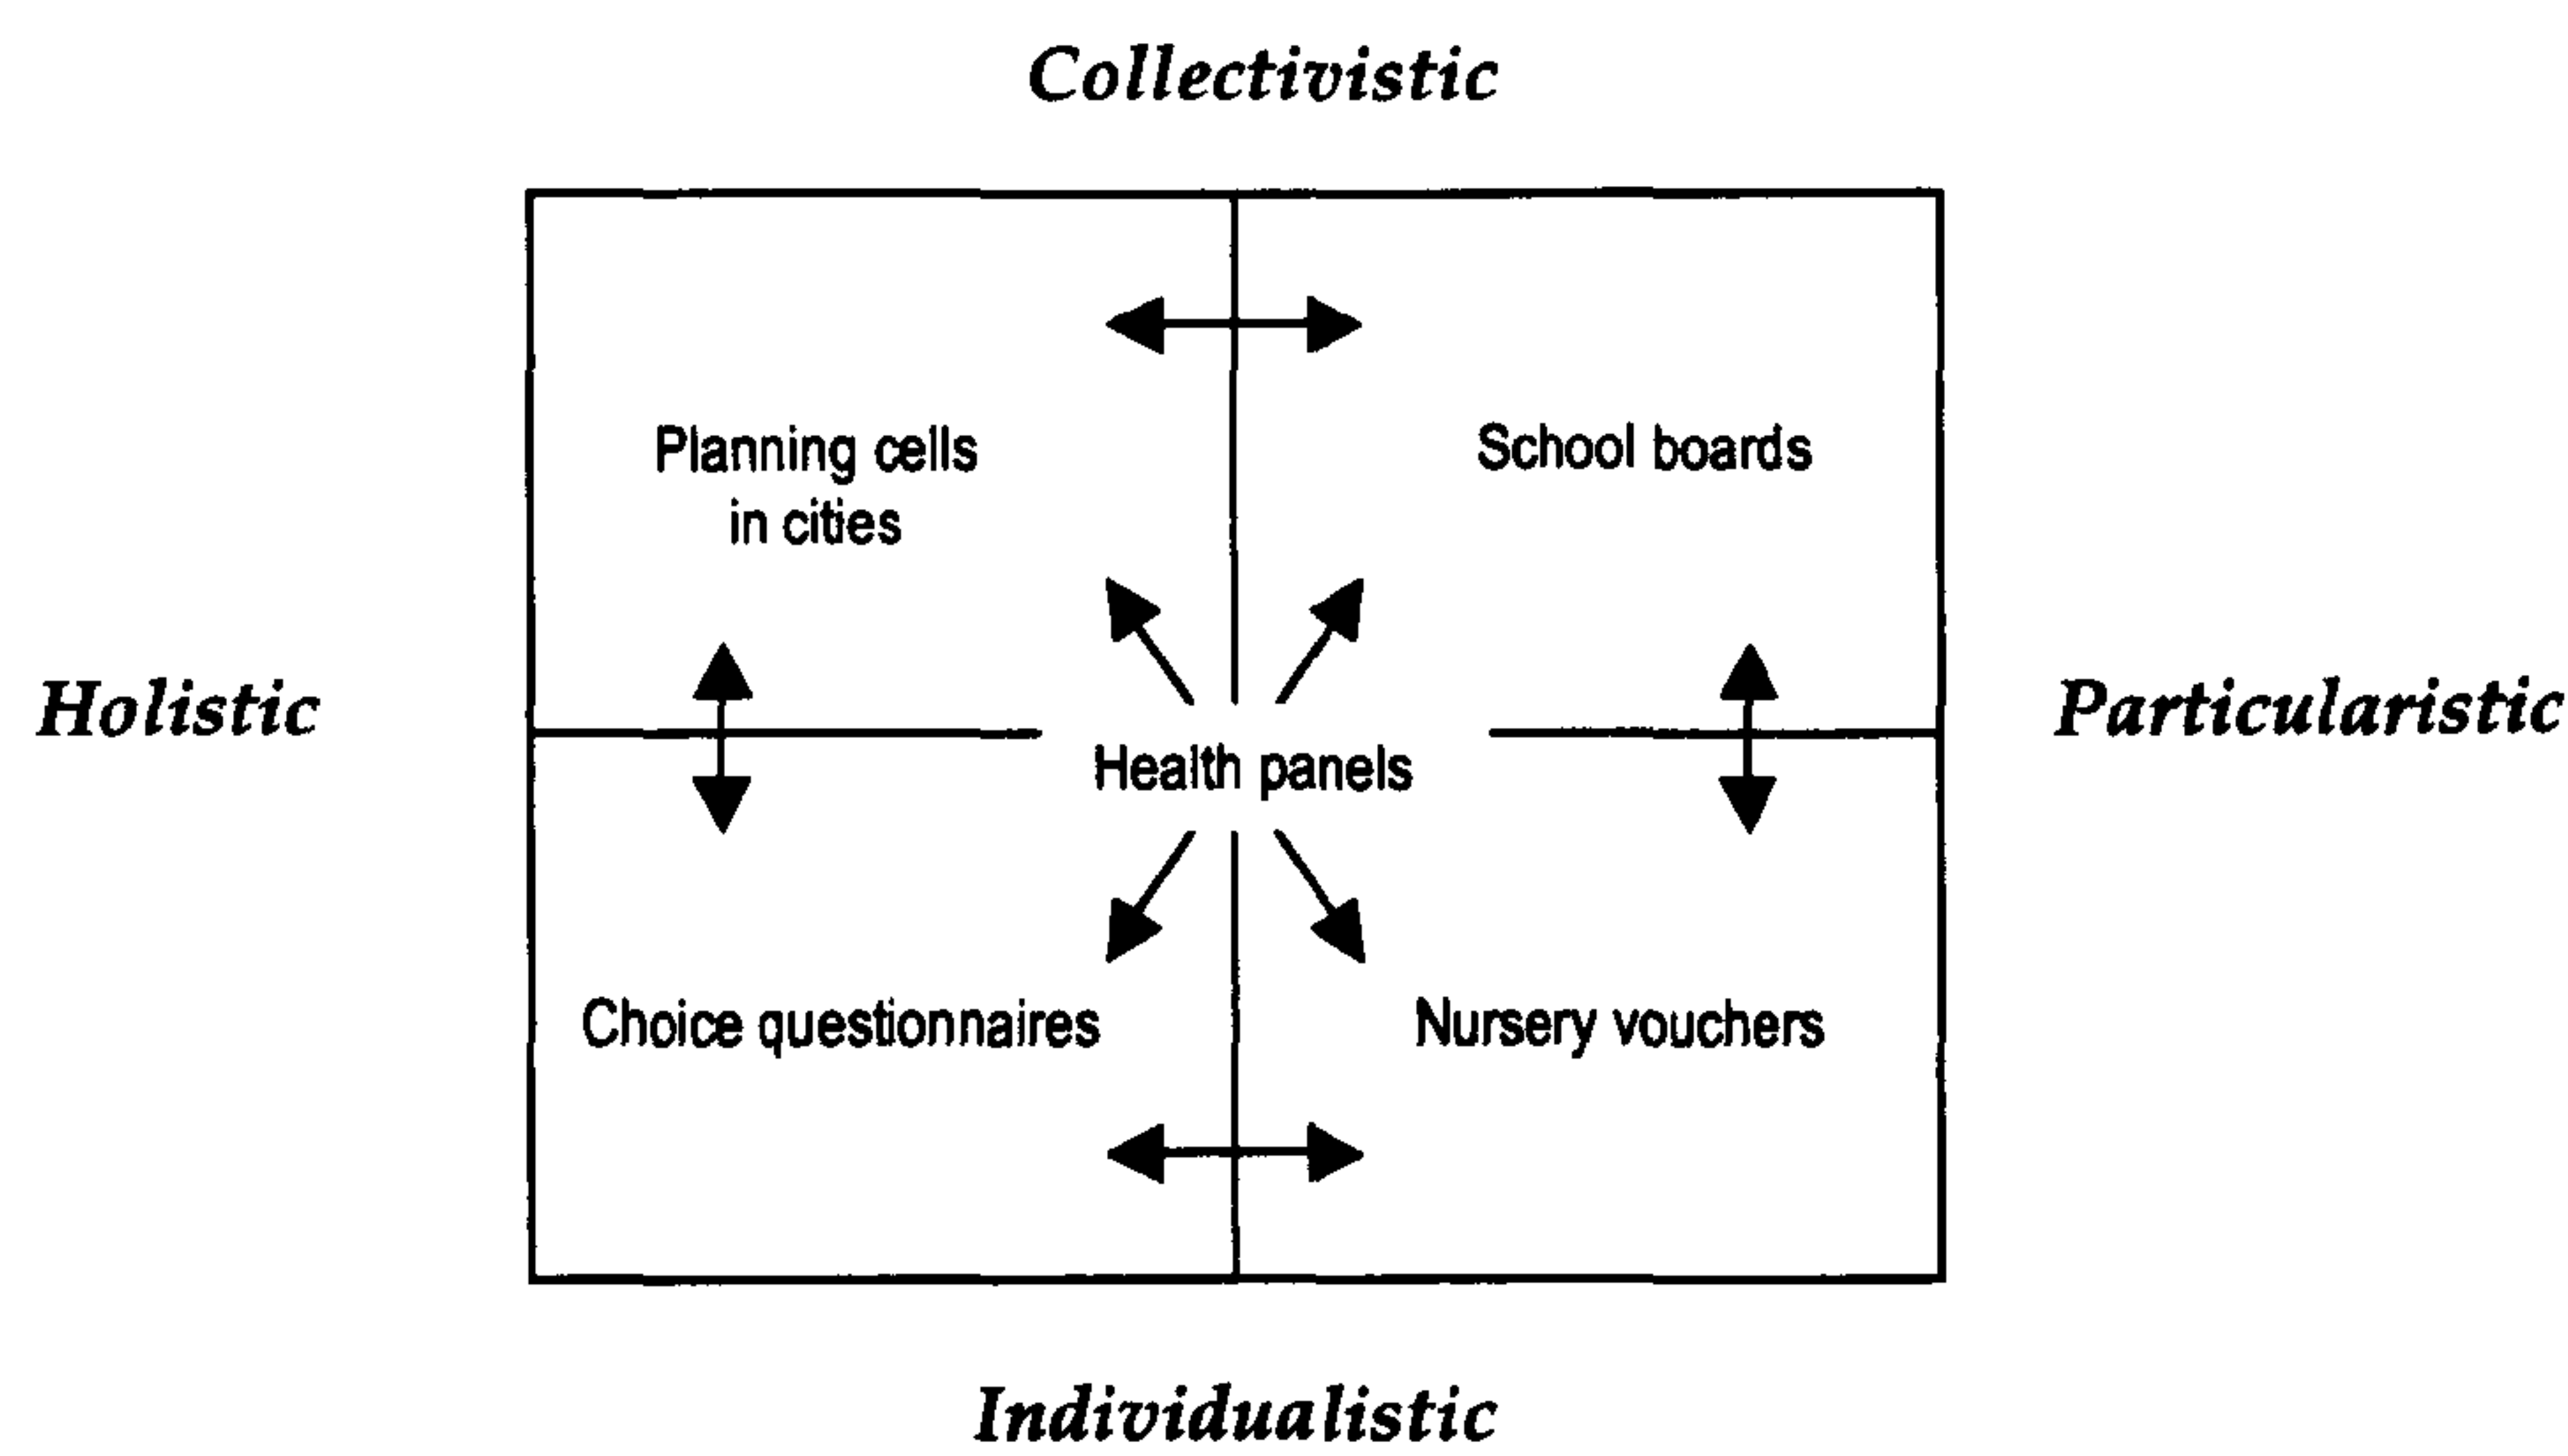 Collectivistic
Planning cells
in cities
School boards
Holistic
Health panels
Particularistic
Choice questionnaires
Nursery vouchers
Individualistic